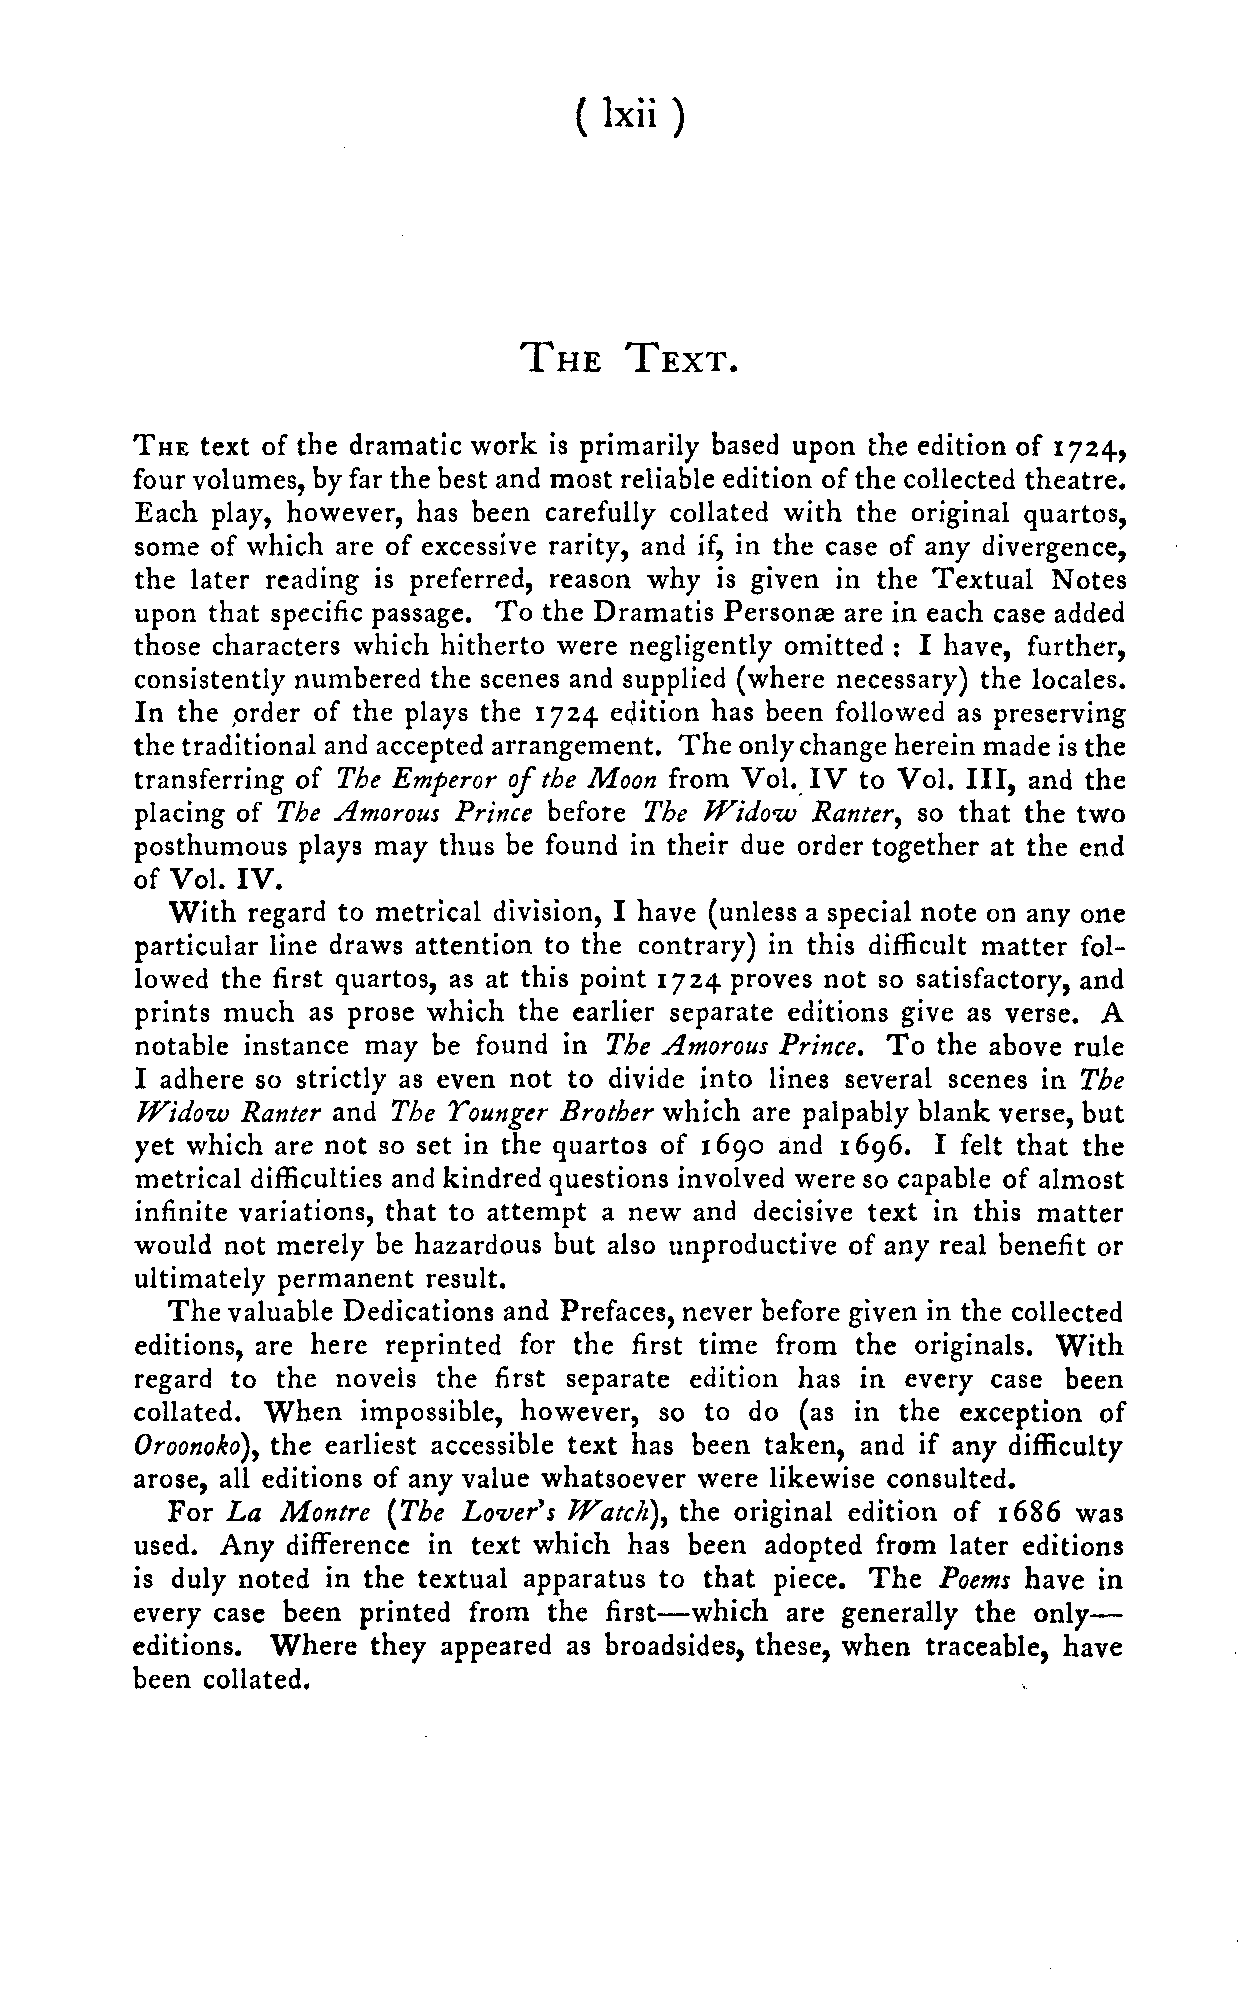 ( lxii )
THE TEXT.
THE text of the dramatic work is primarily based upon the edition of 1724,
four volumes, by far the best and most reliable edition of the collected theatre.
Each play, however, has been carefully collated with the original quartos,
some of which are of excessive rarity, and if, in the case of any divergence,
the later reading is preferred, reason why is given in the Textual Notes
upon that specific passage. To the Dramatis Personæ are in each case added
those characters which hitherto were negligently omitted : I have, further,
consistently numbered the scenes and supplied (where necessary) the locales.
In the order of the plays the 1724 edition has been followed as preserving
the traditional and accepted arrangement. The only change herein made is the
transferring of The Emperor of the Moon from Vol. IV to Vol. III, and the
placing of The Amorous Prince before The Widow Ranter, so that the two
posthumous plays may thus be found in their due order together at the end
of Vol. IV.
With regard to metrical division, I have (unless a special note on any one
particular line draws attention to the contrary) in this difficult matter fol-
lowed the first quartos, as at this point 1724 proves not so satisfactory, and
prints much as prose which the earlier separate editions give as verse. A
notable instance may be found in The Amorous Prince. To the above rule
I adhere so strictly as even not to divide into lines several scenes in The
Widow Ranter and The Younger Brother which are palpably blank verse, but
yet which are not so set in the quartos of 1690 and 1696. I felt that the
metrical difficulties and kindred questions involved were so capable of almost
infinite variations, that to attempt a new and decisive text in this matter
would not merely be hazardous but also unproductive of any real benefit or
ultimately permanent result.
The valuable Dedications and Prefaces, never before given in the collected
editions, are here reprinted for the first time from the originals. With
regard to the novels the first separate edition has in every case been
collated. When impossible, however, so to do (as in the exception of
Oroonoko), the earliest accessible text has been taken, and if any difficulty
arose, all editions of any value whatsoever were likewise consulted.
For La Montre (The Lover's Watch), the original edition of 1686 was
used. Any difference in text which has been adopted from later editions
is duly noted in the textual apparatus to that piece. The Poems have in
every case been printed from the first—which are generally the only—
editions. Where they appeared as broadsides, these, when traceable, have
been collated.